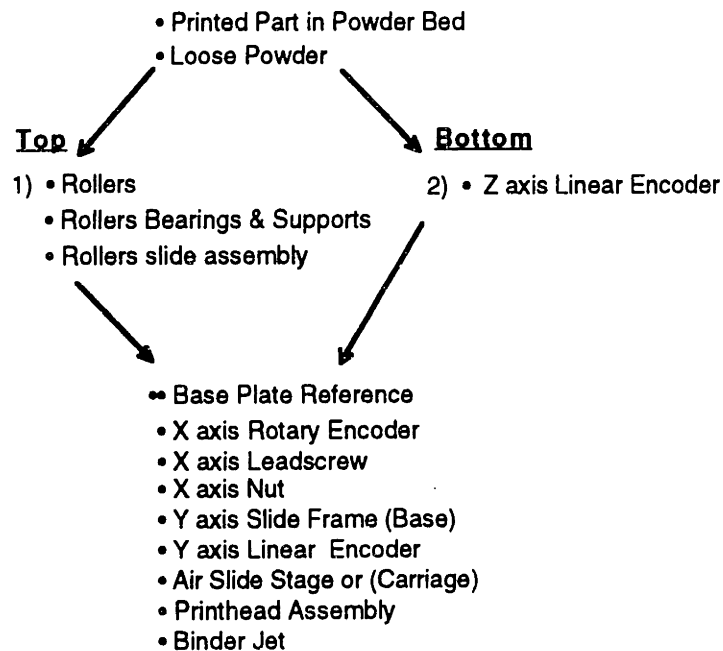 • Printed Part in Powder Bed
• Loose Powder
Top
1) • Rollers
• Rollers Bearings & Supports
• Rollers slide assembly
Bottom
2) • Z axis Linear Encoder
•• Base Plate Reference
• X axis Rotary Encoder
• X axis Leadscrew
• X axis Nut
• Y axis Slide Frame (Base)
• Y axis Linear Encoder
• Air Slide Stage or (Carriage)
• Printhead Assembly
• Binder Jet